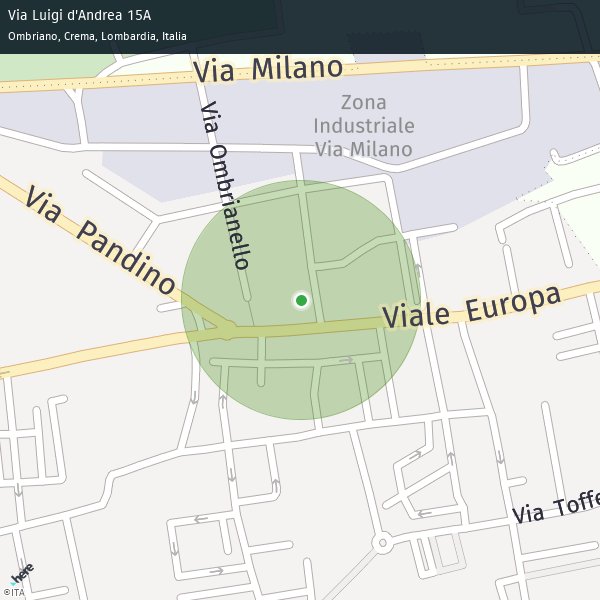 Via Luigi d'Andrea 15A
Ombriano, Crema, Lombardia, Italia
Via Milano
Zona
Industriale
Via Milano
Via Ombrianello
Via Pandino
Viale Europa
Via Toffe
here
©ITA